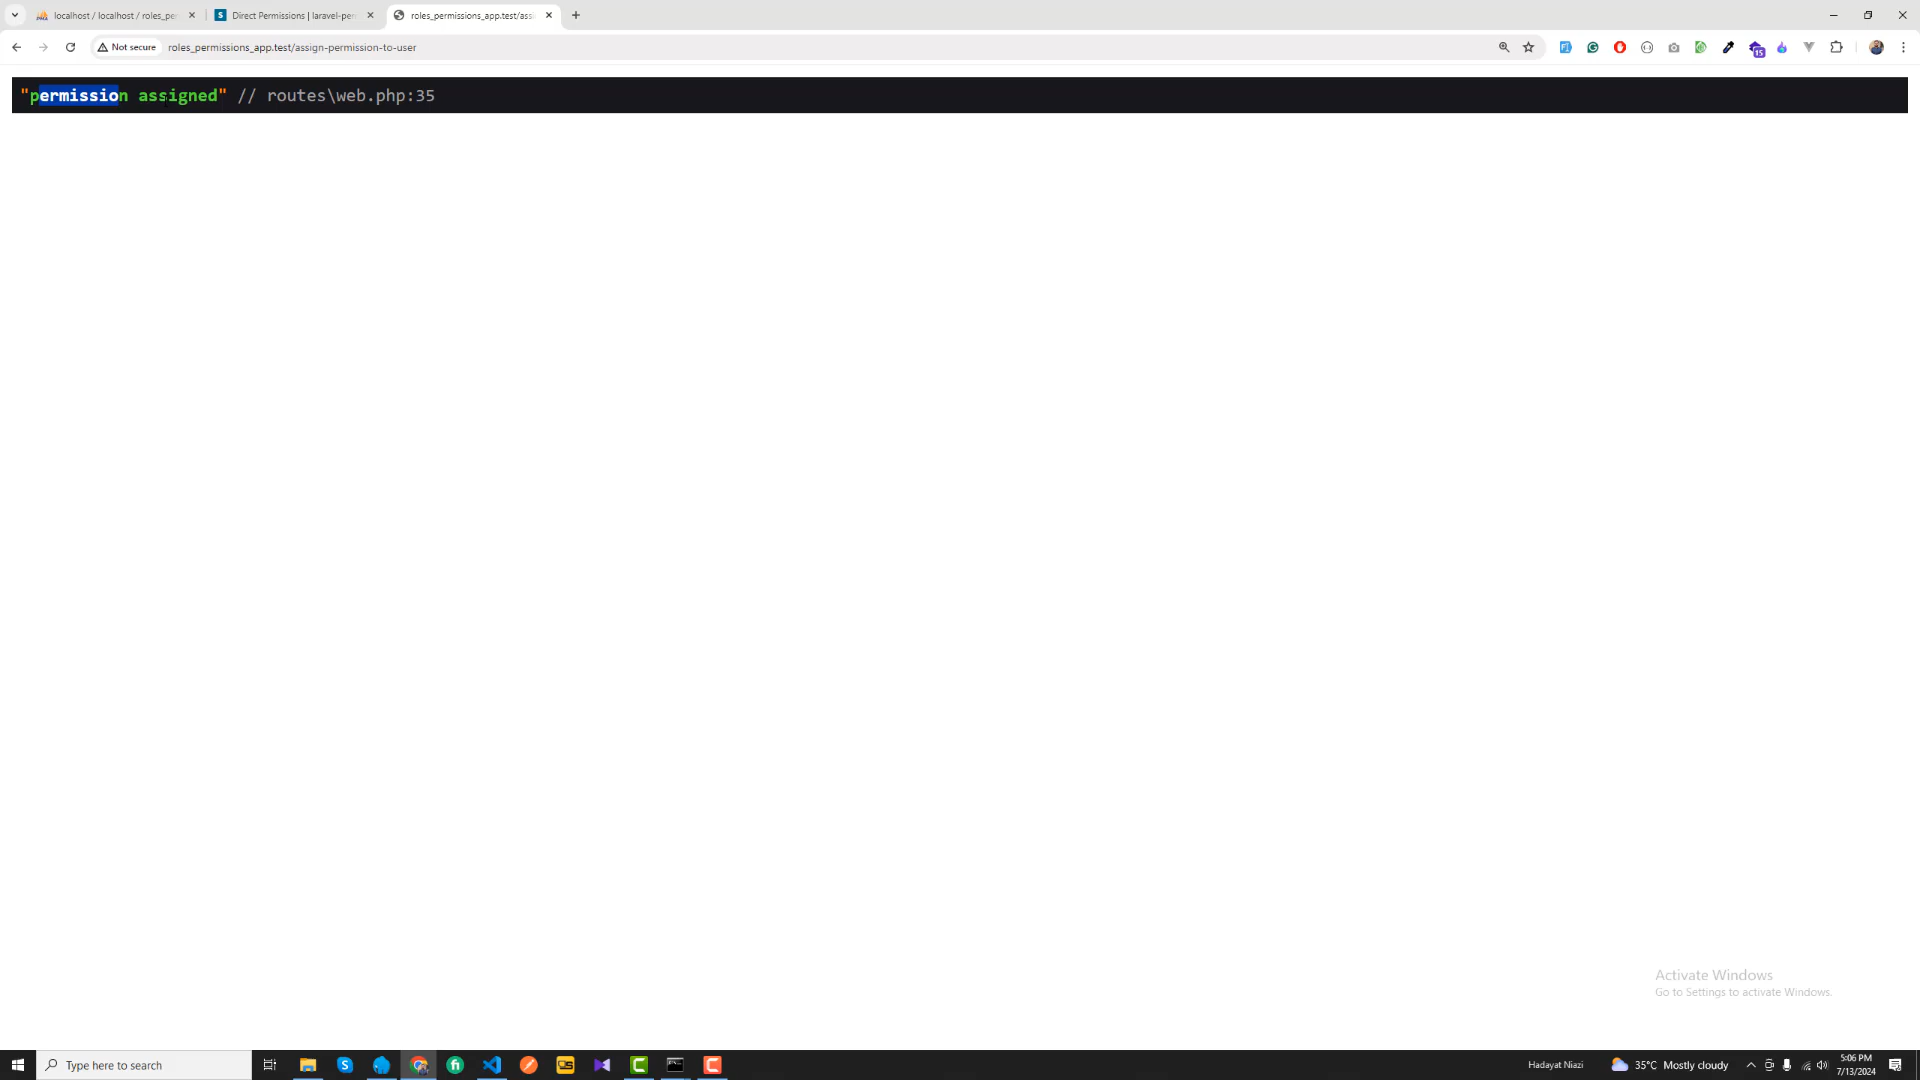 localhost / localhost / roles_pe
Direct Permissions | laravel-per
roles_permissions_app.test/assi
Not secure
roles_permissions_app.test/assign-permission-to-user
15
"permission assigned" // routes\web.php:35
Activate Windows
Go to Settings to activate Windows.
Type here to search
Hadayat Niazi
35°C Mostly cloudy
5:06 PM
7/13/2024